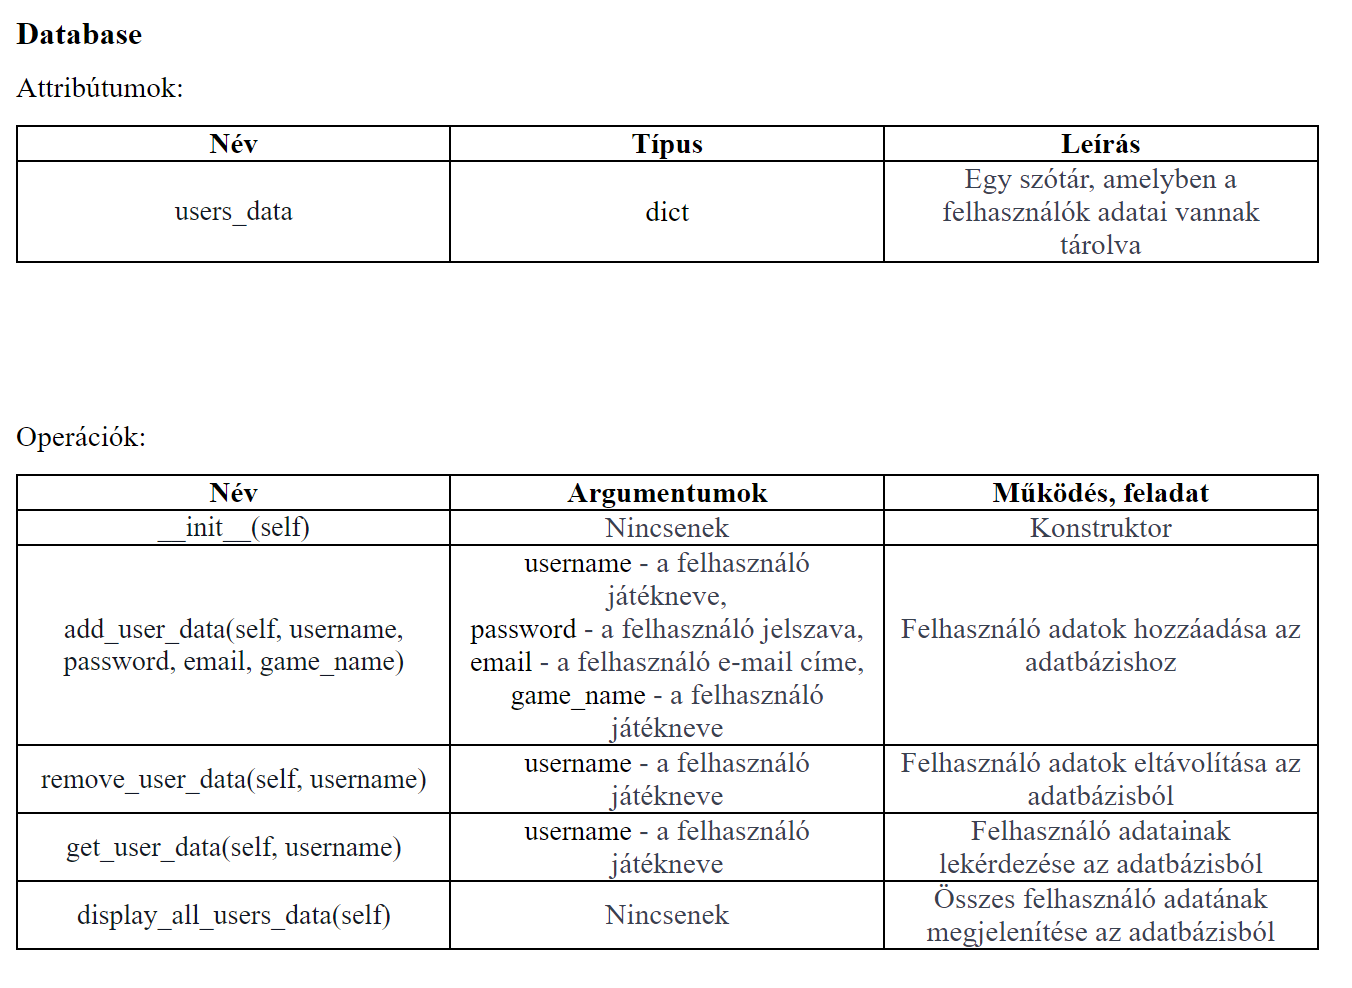 Database
Attribútumok:
Név Típus Leírás
users_data dict Egy szótár, amelyben a
felhasználók adatai vannak
tárolva
Operációk:
Név Argumentumok Működés, feladat
__init__(self) Nincsenek Konstruktor
add_user_data(self, username,
password, email, game_name)
username - a felhasználó
játékneve,
password - a felhasználó jelszava,
email - a felhasználó e-mail címe,
game_name - a felhasználó
játékneve
Felhasználó adatok hozzáadása az
adatbázishoz
remove_user_data(self, username)
username - a felhasználó
játékneve
Felhasználó adatok eltávolítása az
adatbázisból
get_user_data(self, username)
username - a felhasználó
játékneve
Felhasználó adatainak
lekérdezése az adatbázisból
display_all_users_data(self)
Nincsenek
Összes felhasználó adatának
megjelenítése az adatbázisból